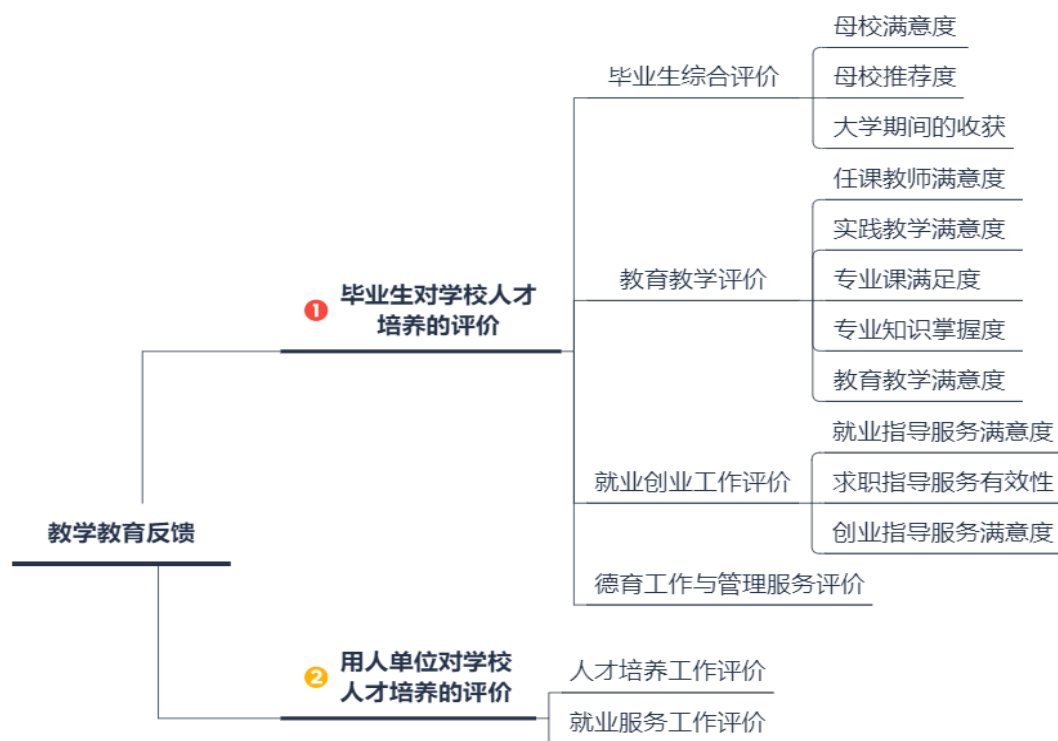 母校满意度
毕业生综合评价
母校推荐度
大学期间的收获
任课教师满意度
实践教学满意度
教育教学评价
专业课满足度
专业知识掌握度
教育教学满意度
❶ 毕业生对学校人才
培养的评价
就业指导服务满意度
就业创业工作评价
求职指导服务有效性
创业指导服务满意度
德育工作与管理服务评价
教学教育反馈
❷ 用人单位对学校
人才培养的评价
人才培养工作评价
就业服务工作评价